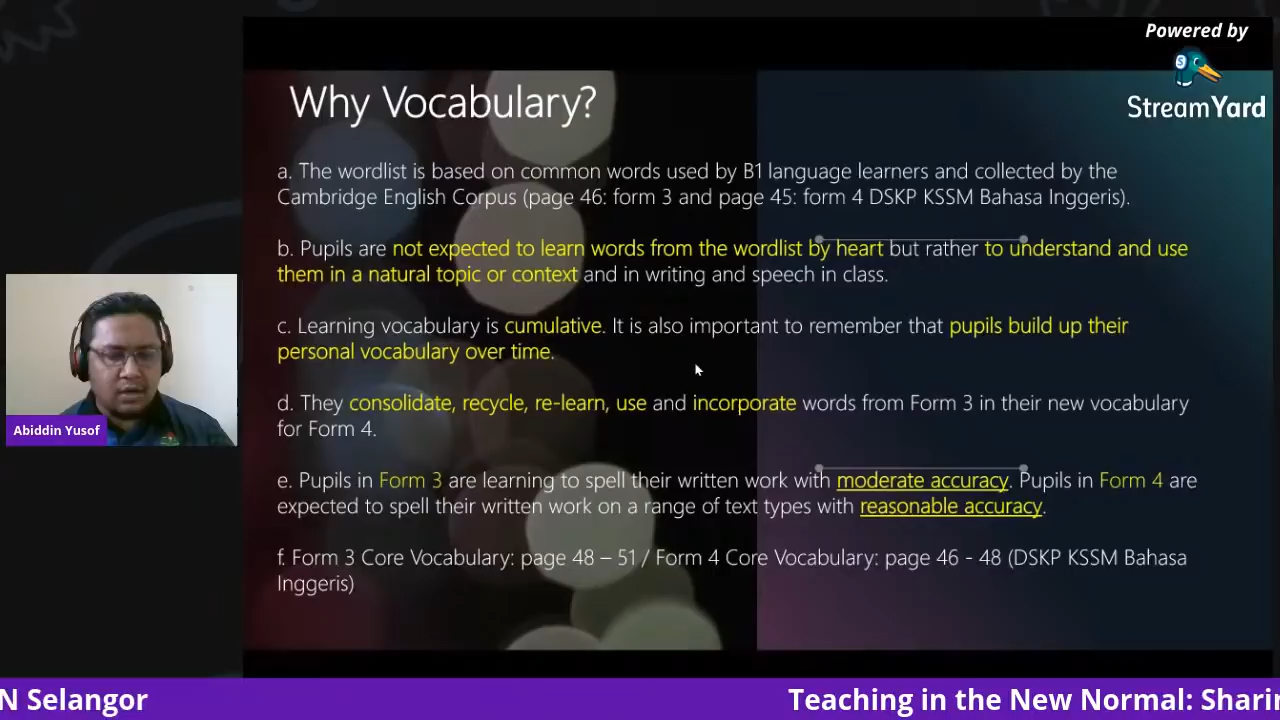 Powered by
StreamYard
Why Vocabulary?
a. The wordlist is based on common words used by B1 language learners and collected by the
Cambridge English Corpus (page 46: form 3 and page 45: form 4 DSKP KSSM Bahasa Inggeris).
b. Pupils are not expected to learn words from the wordlist by heart but rather to understand and use
them in a natural topic or context and in writing and speech in class.
c. Learning vocabulary is cumulative. It is also important to remember that pupils build up their
personal vocabulary over time.
d. They consolidate, recycle, re-learn, use and incorporate words from Form 3 in their new vocabulary
for Form 4.
e. Pupils in Form 3 are learning to spell their written work with moderate accuracy. Pupils in Form 4 are
expected to spell their written work on a range of text types with reasonable accuracy.
f. Form 3 Core Vocabulary: page 48 – 51 / Form 4 Core Vocabulary: page 46 - 48 (DSKP KSSM Bahasa
Inggeris)
Abiddin Yusof
N Selangor
Teaching in the New Normal: Sharin